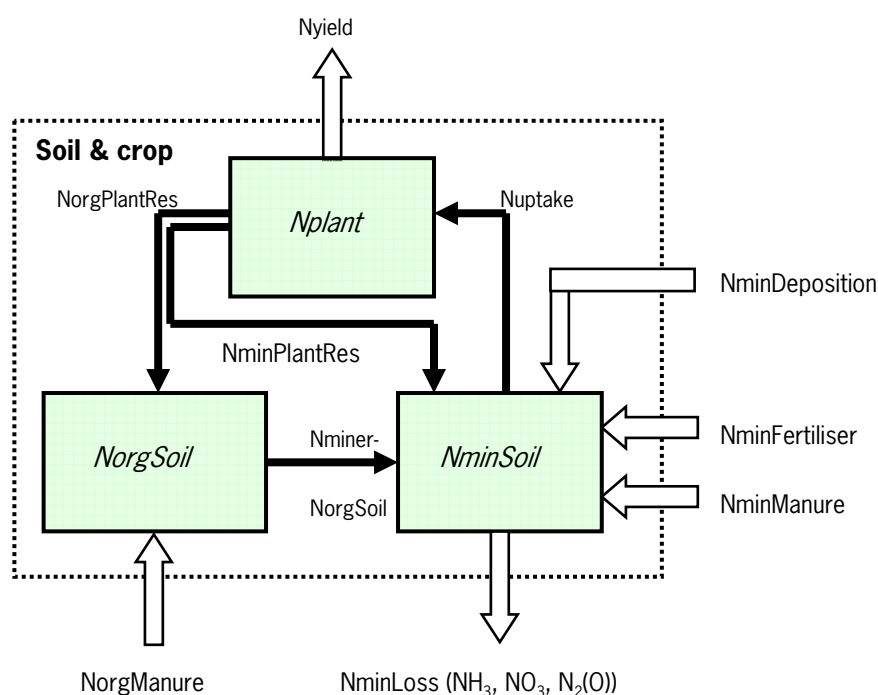 Nyield
Soil & crop
NorgPlantRes
Nplant
Nuptake
NminDeposition
NminPlantRes
NorgSoil
Nminer-
NorgSoil
NminSoil
NminFertiliser
NminManure
NorgManure
NminLoss (NH₃, NO₃, N₂(O))